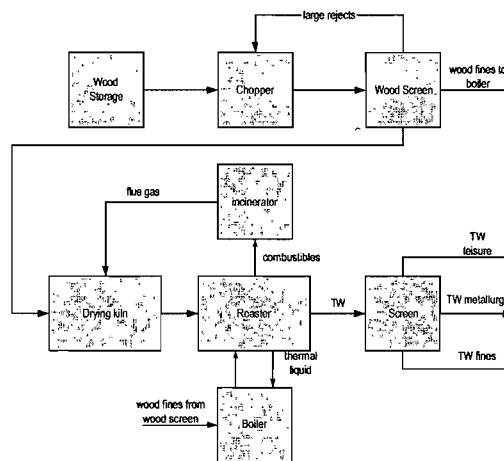 large rejects
Wood
Storage
Chopper
Wood Screen
wood fines to
boiler
flue gas
incinerator
combustibles
TW
leisure
Drying kiln
Roaster
TW
Screen
TW metallurg
thermal
liquid
TW fines
wood fines from
wood screen
Boiler